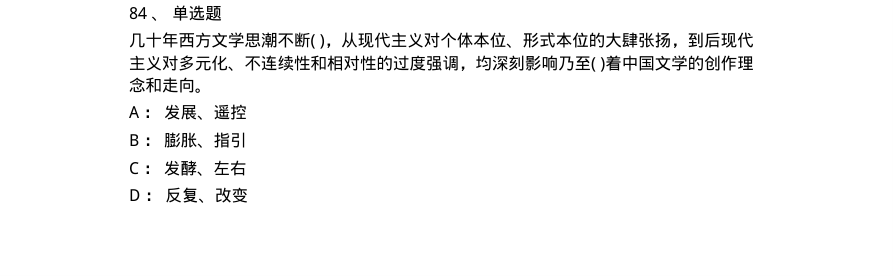 84 、 单选题
几十年西方文学思潮不断( )，从现代主义对个体本位、形式本位的大肆张扬，到后现代
主义对多元化、不连续性和相对性的过度强调，均深刻影响乃至( )着中国文学的创作理
念和走向。
A ： 发展、遥控
B ： 膨胀、指引
C ： 发酵、左右
D ： 反复、改变